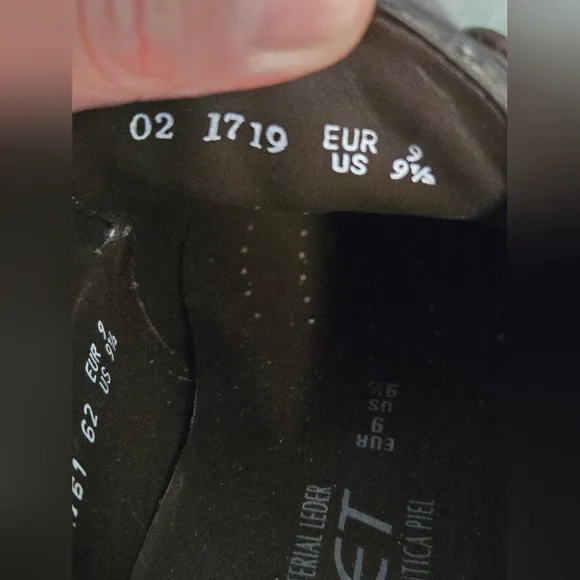 02 1719 EUR 9
US 9½
61 62 EUR 9
US 9½
EUR 9
US 9½
ERIAL LEDER
ET
TICA PIEL